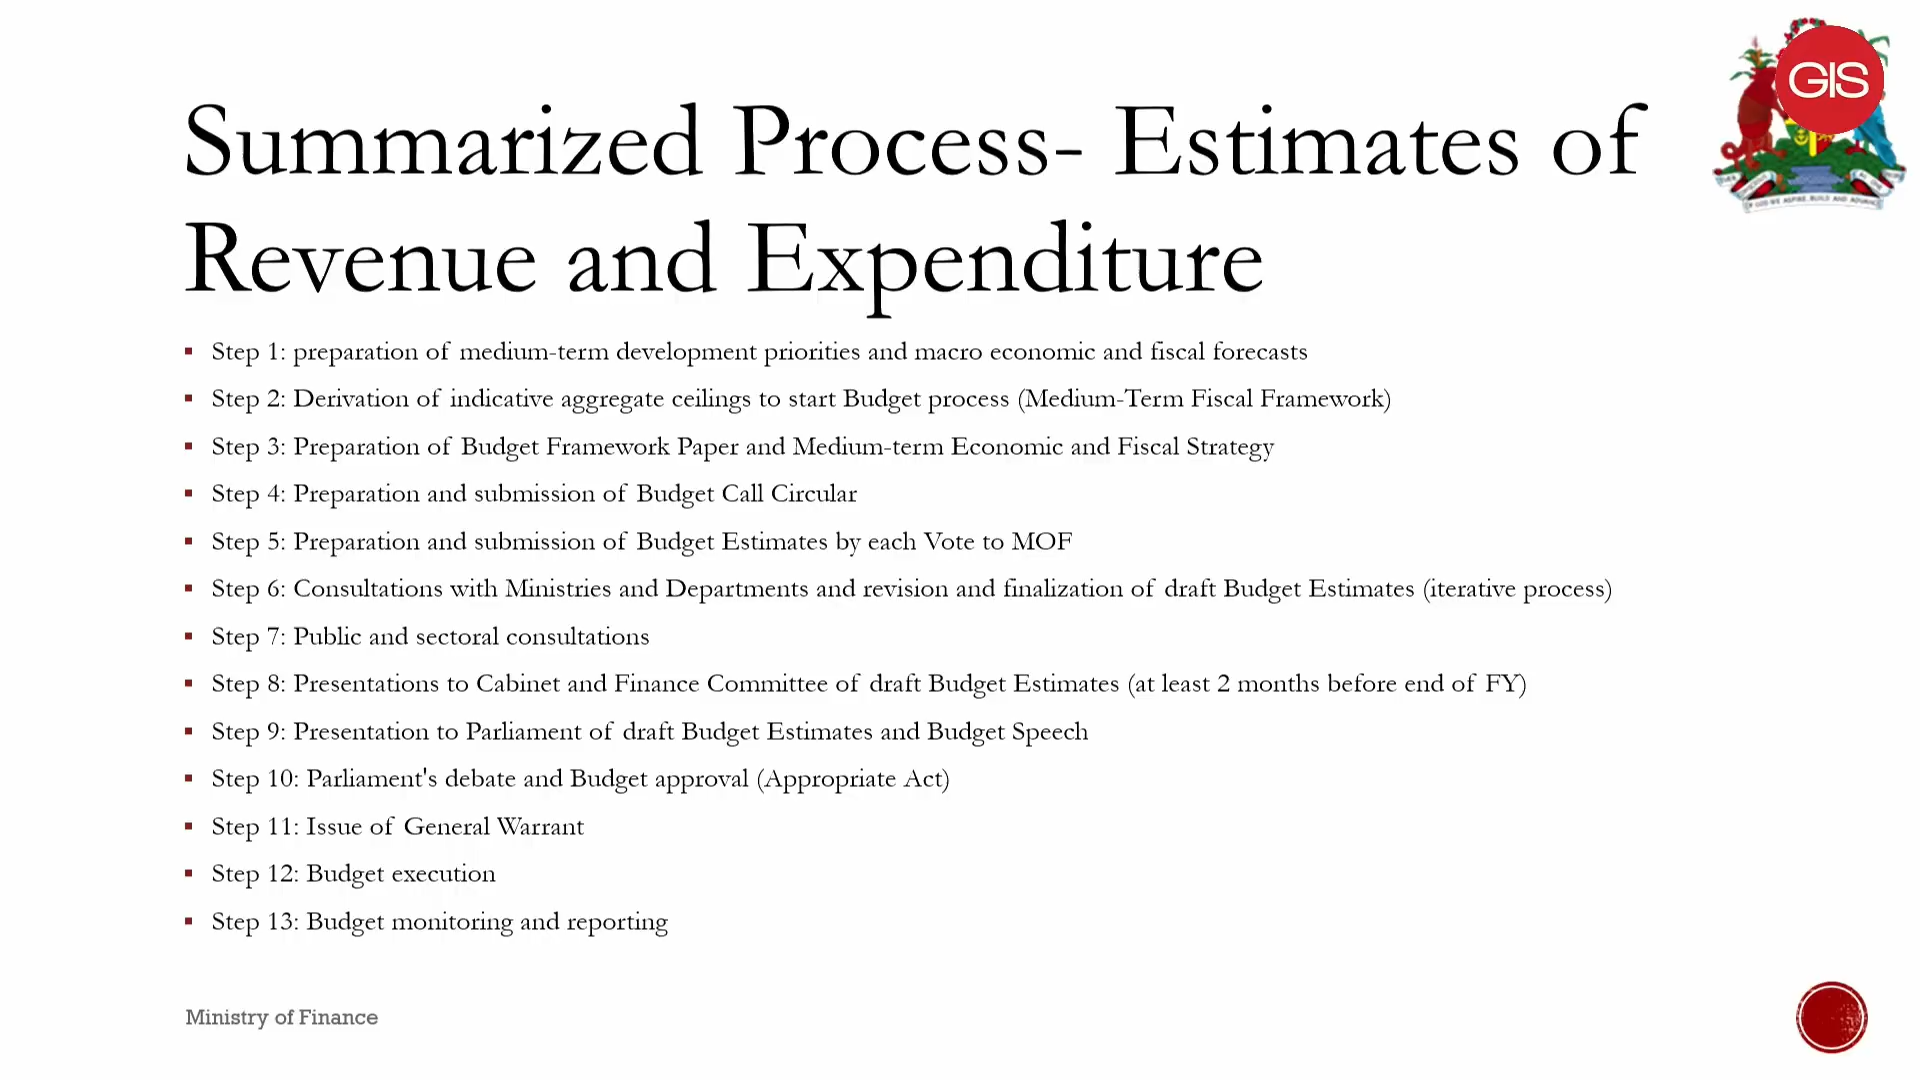 GIS
Summarized Process- Estimates of
Revenue and Expenditure
Step 1: preparation of medium-term development priorities and macro economic and fiscal forecasts
Step 2: Derivation of indicative aggregate ceilings to start Budget process (Medium-Term Fiscal Framework)
Step 3: Preparation of Budget Framework Paper and Medium-term Economic and Fiscal Strategy
Step 4: Preparation and submission of Budget Call Circular
Step 5: Preparation and submission of Budget Estimates by each Vote to MOF
Step 6: Consultations with Ministries and Departments and revision and finalization of draft Budget Estimates (iterative process)
Step 7: Public and sectoral consultations
Step 8: Presentations to Cabinet and Finance Committee of draft Budget Estimates (at least 2 months before end of FY)
Step 9: Presentation to Parliament of draft Budget Estimates and Budget Speech
Step 10: Parliament's debate and Budget approval (Appropriate Act)
Step 11: Issue of General Warrant
Step 12: Budget execution
Step 13: Budget monitoring and reporting
Ministry of Finance